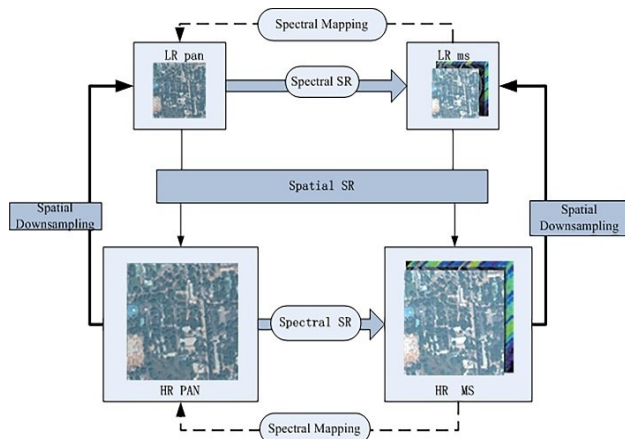 Spectral Mapping
LR pan
LR ms
Spectral SR
Spatial SR
Spatial
Downsampling
Spatial
Downsampling
Spectral SR
HR PAN
HR MS
Spectral Mapping